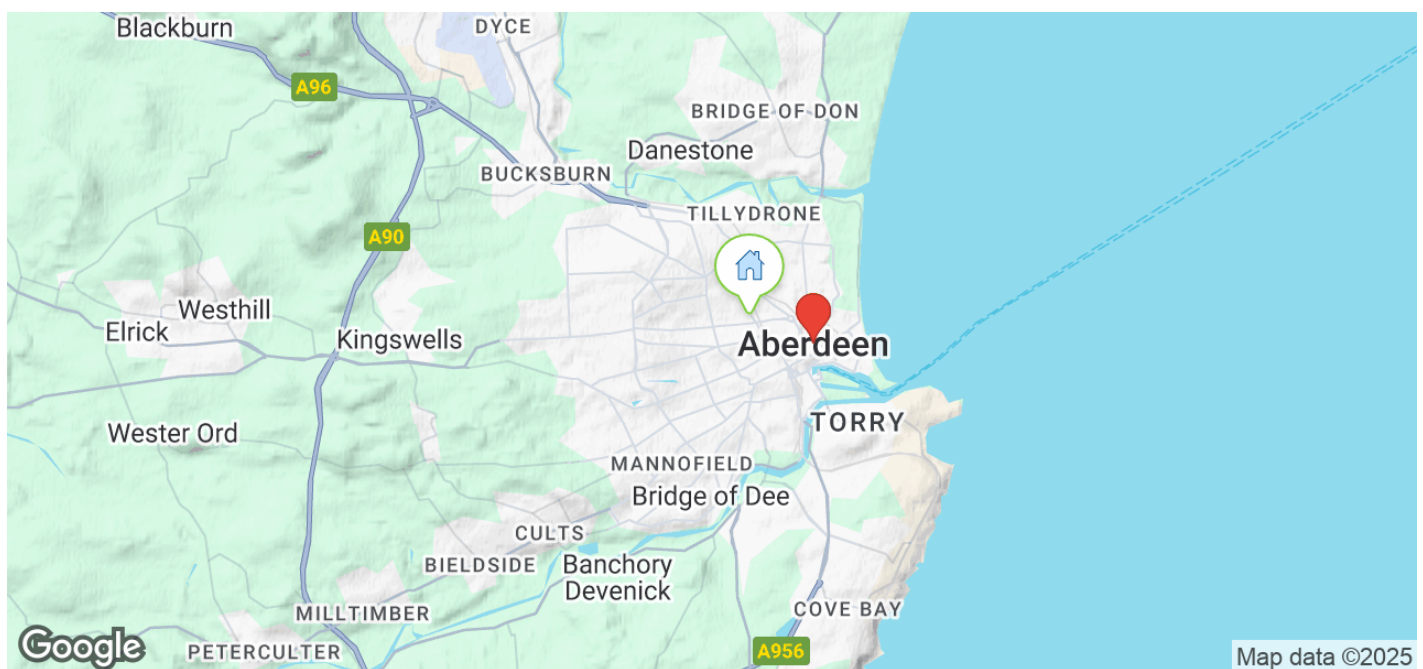 Blackburn
DYCE
A96
BRIDGE OF DON
Danestone
BUCKSBURN
TILLYDRONE
A90
Westhill
Elrick
Kingswells
Aberdeen
TORRY
Wester Ord
MANNOFIELD
Bridge of Dee
CULTS
BIELDSIDE
Banchory
Devenick
MILLTIMBER
COVE BAY
PETERCULTER
A956
Google
Map data ©2025